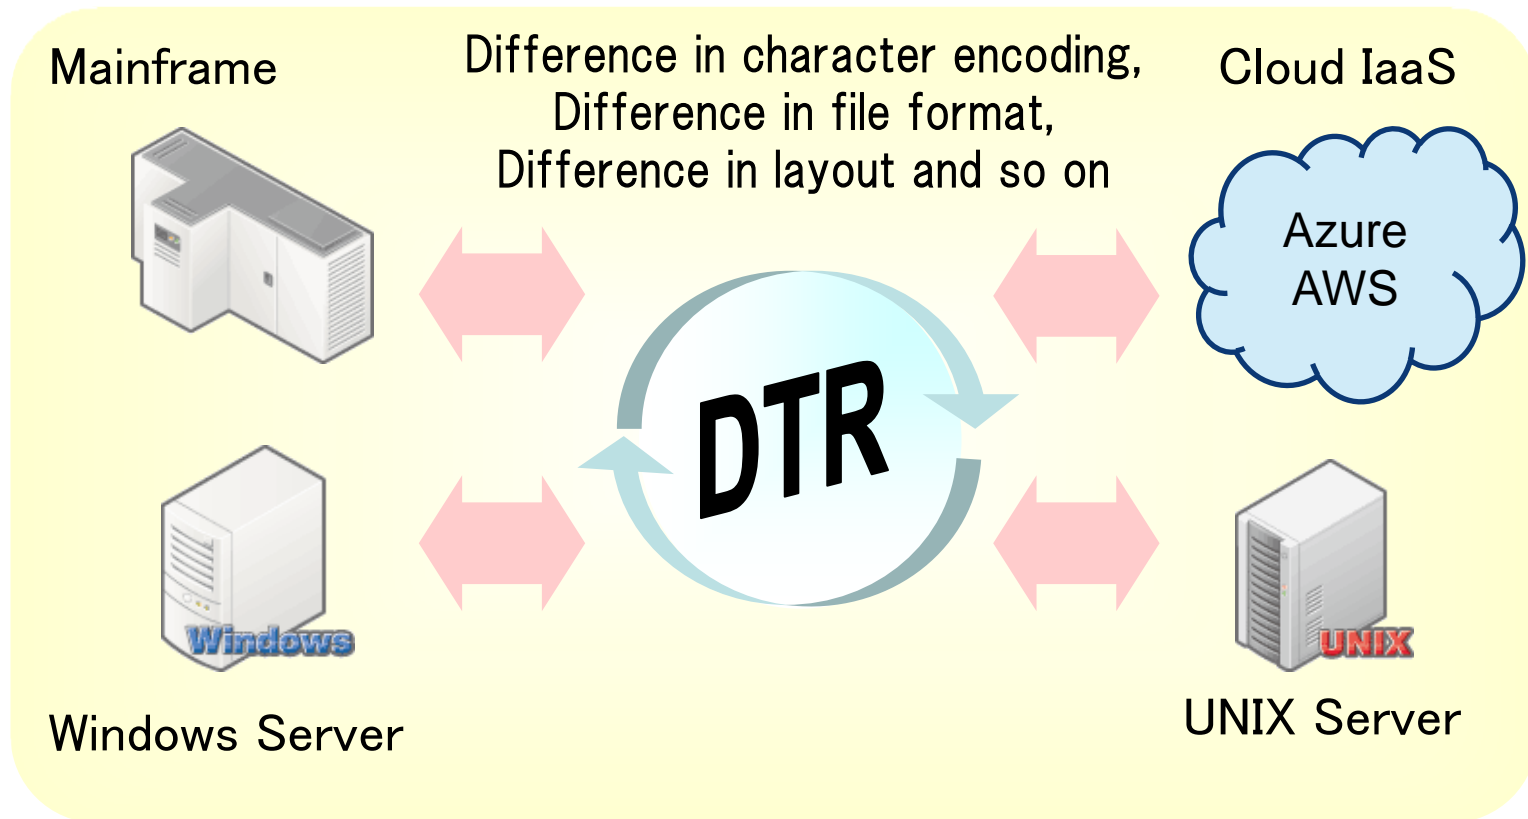 Mainframe
Difference in character encoding,
Difference in file format,
Difference in layout and so on
Cloud IaaS
Azure
AWS
DTR
Windows
Windows Server
UNIX
UNIX Server